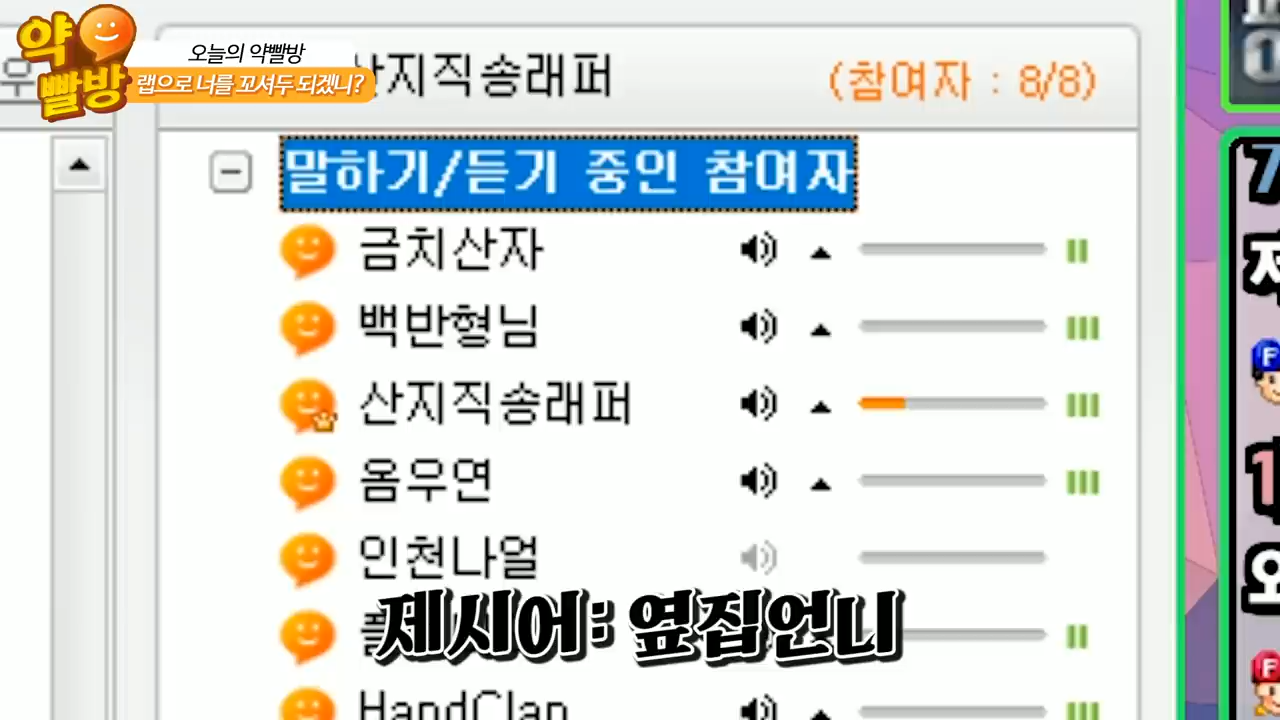 약빨방
오늘의 약빨방
랩으로 너를 꼬셔두 되겠니?
산지직송래퍼
(참여자 : 8/8)
말하기/듣기 중인 참여자
금치산자
백반형님
산지직송래퍼
옴우연
인천나얼
제시어: 옆집언니
HandClap